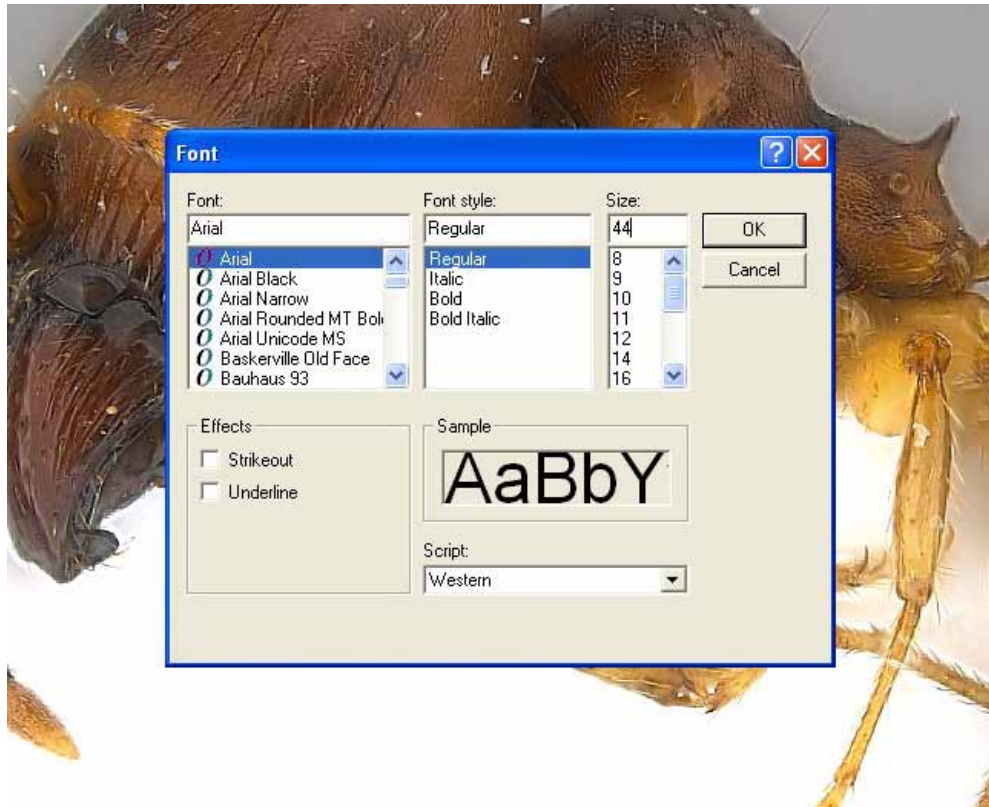 Font
Font: Font style: Size:
Arial Regular 44 OK
Arial Regular 8 Cancel
Arial Black Italic 9
Arial Narrow Bold 10
Arial Rounded MT Bol Bold Italic 11
Arial Unicode MS 12
Baskerville Old Face 14
Bauhaus 93 16
Effects Sample
Strikeout AaBbY
Underline
Script:
Western